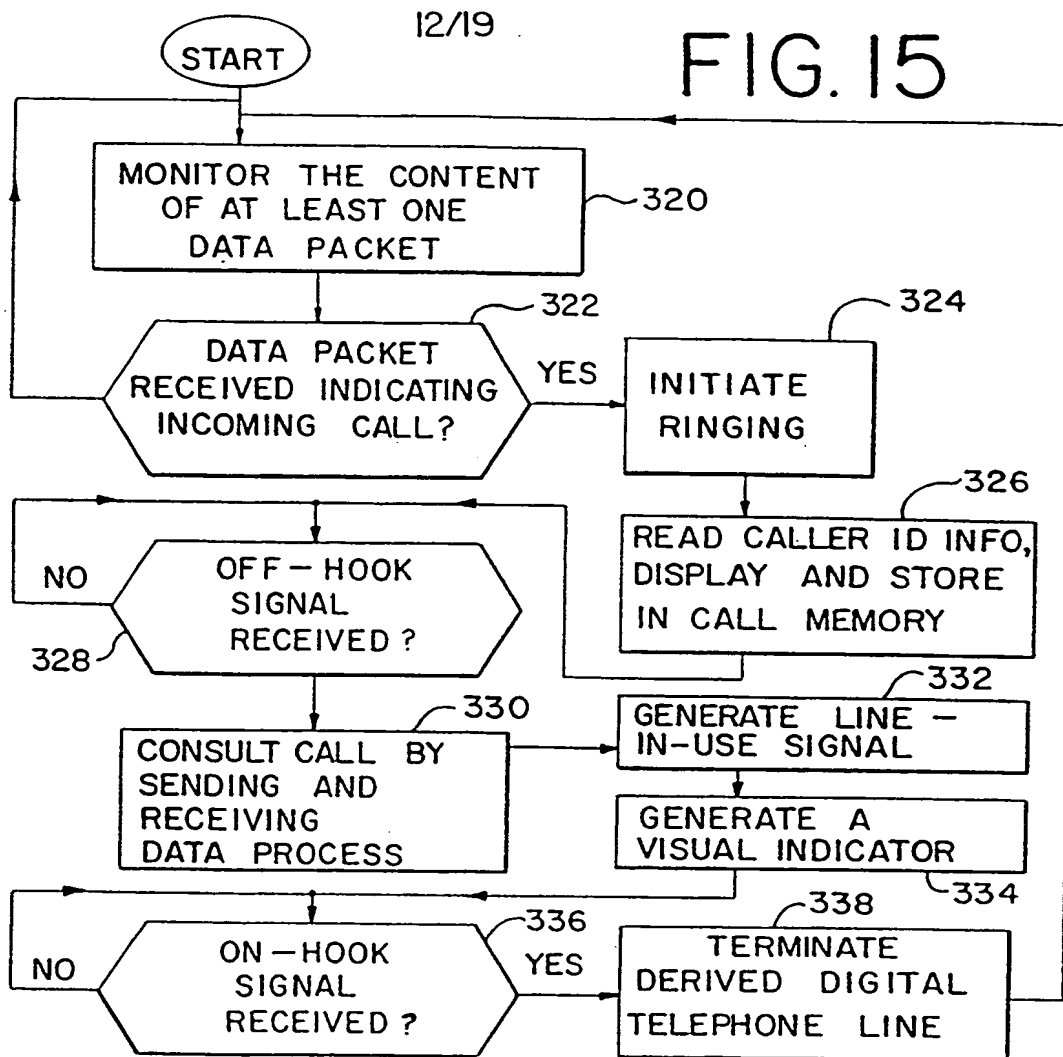 12/19
FIG. 15
START
MONITOR THE CONTENT
OF AT LEAST ONE
DATA PACKET
320
322
DATA PACKET
RECEIVED INDICATING
INCOMING CALL?
YES
324
INITIATE
RINGING
326
READ CALLER ID INFO,
DISPLAY AND STORE
IN CALL MEMORY
NO
OFF-HOOK
SIGNAL
RECEIVED?
328
330
CONSULT CALL BY
SENDING AND
RECEIVING
DATA PROCESS
332
GENERATE LINE-
IN-USE SIGNAL
GENERATE A
VISUAL INDICATOR
334
336
NO
ON-HOOK
SIGNAL
RECEIVED?
YES
338
TERMINATE
DERIVED DIGITAL
TELEPHONE LINE